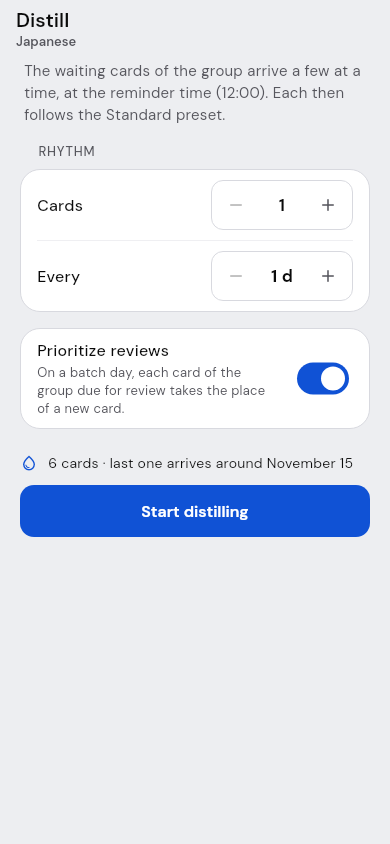 Distill
Japanese
The waiting cards of the group arrive a few at a
time, at the reminder time (12:00). Each then
follows the Standard preset.
RHYTHM
Cards
− 1 +
Every
− 1 d +
Prioritize reviews
On a batch day, each card of the
group due for review takes the place
of a new card.
6 cards · last one arrives around November 15
Start distilling